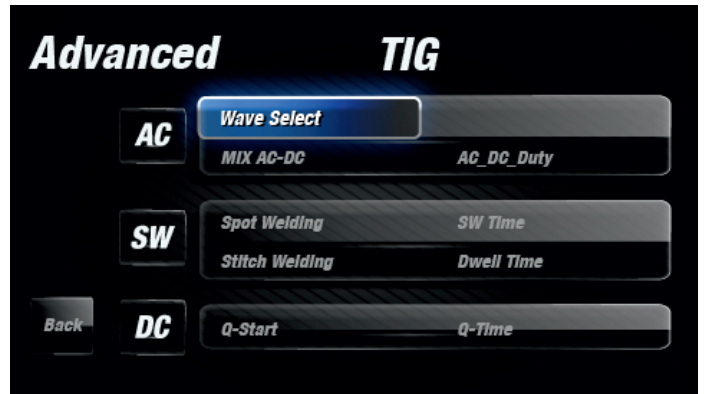 Advanced TIG
AC
Wave Select
MIX AC-DC AC_DC_Duty
SW
Spot Welding SW Time
Stitch Welding Dwell Time
Back
DC
Q-Start Q-Time